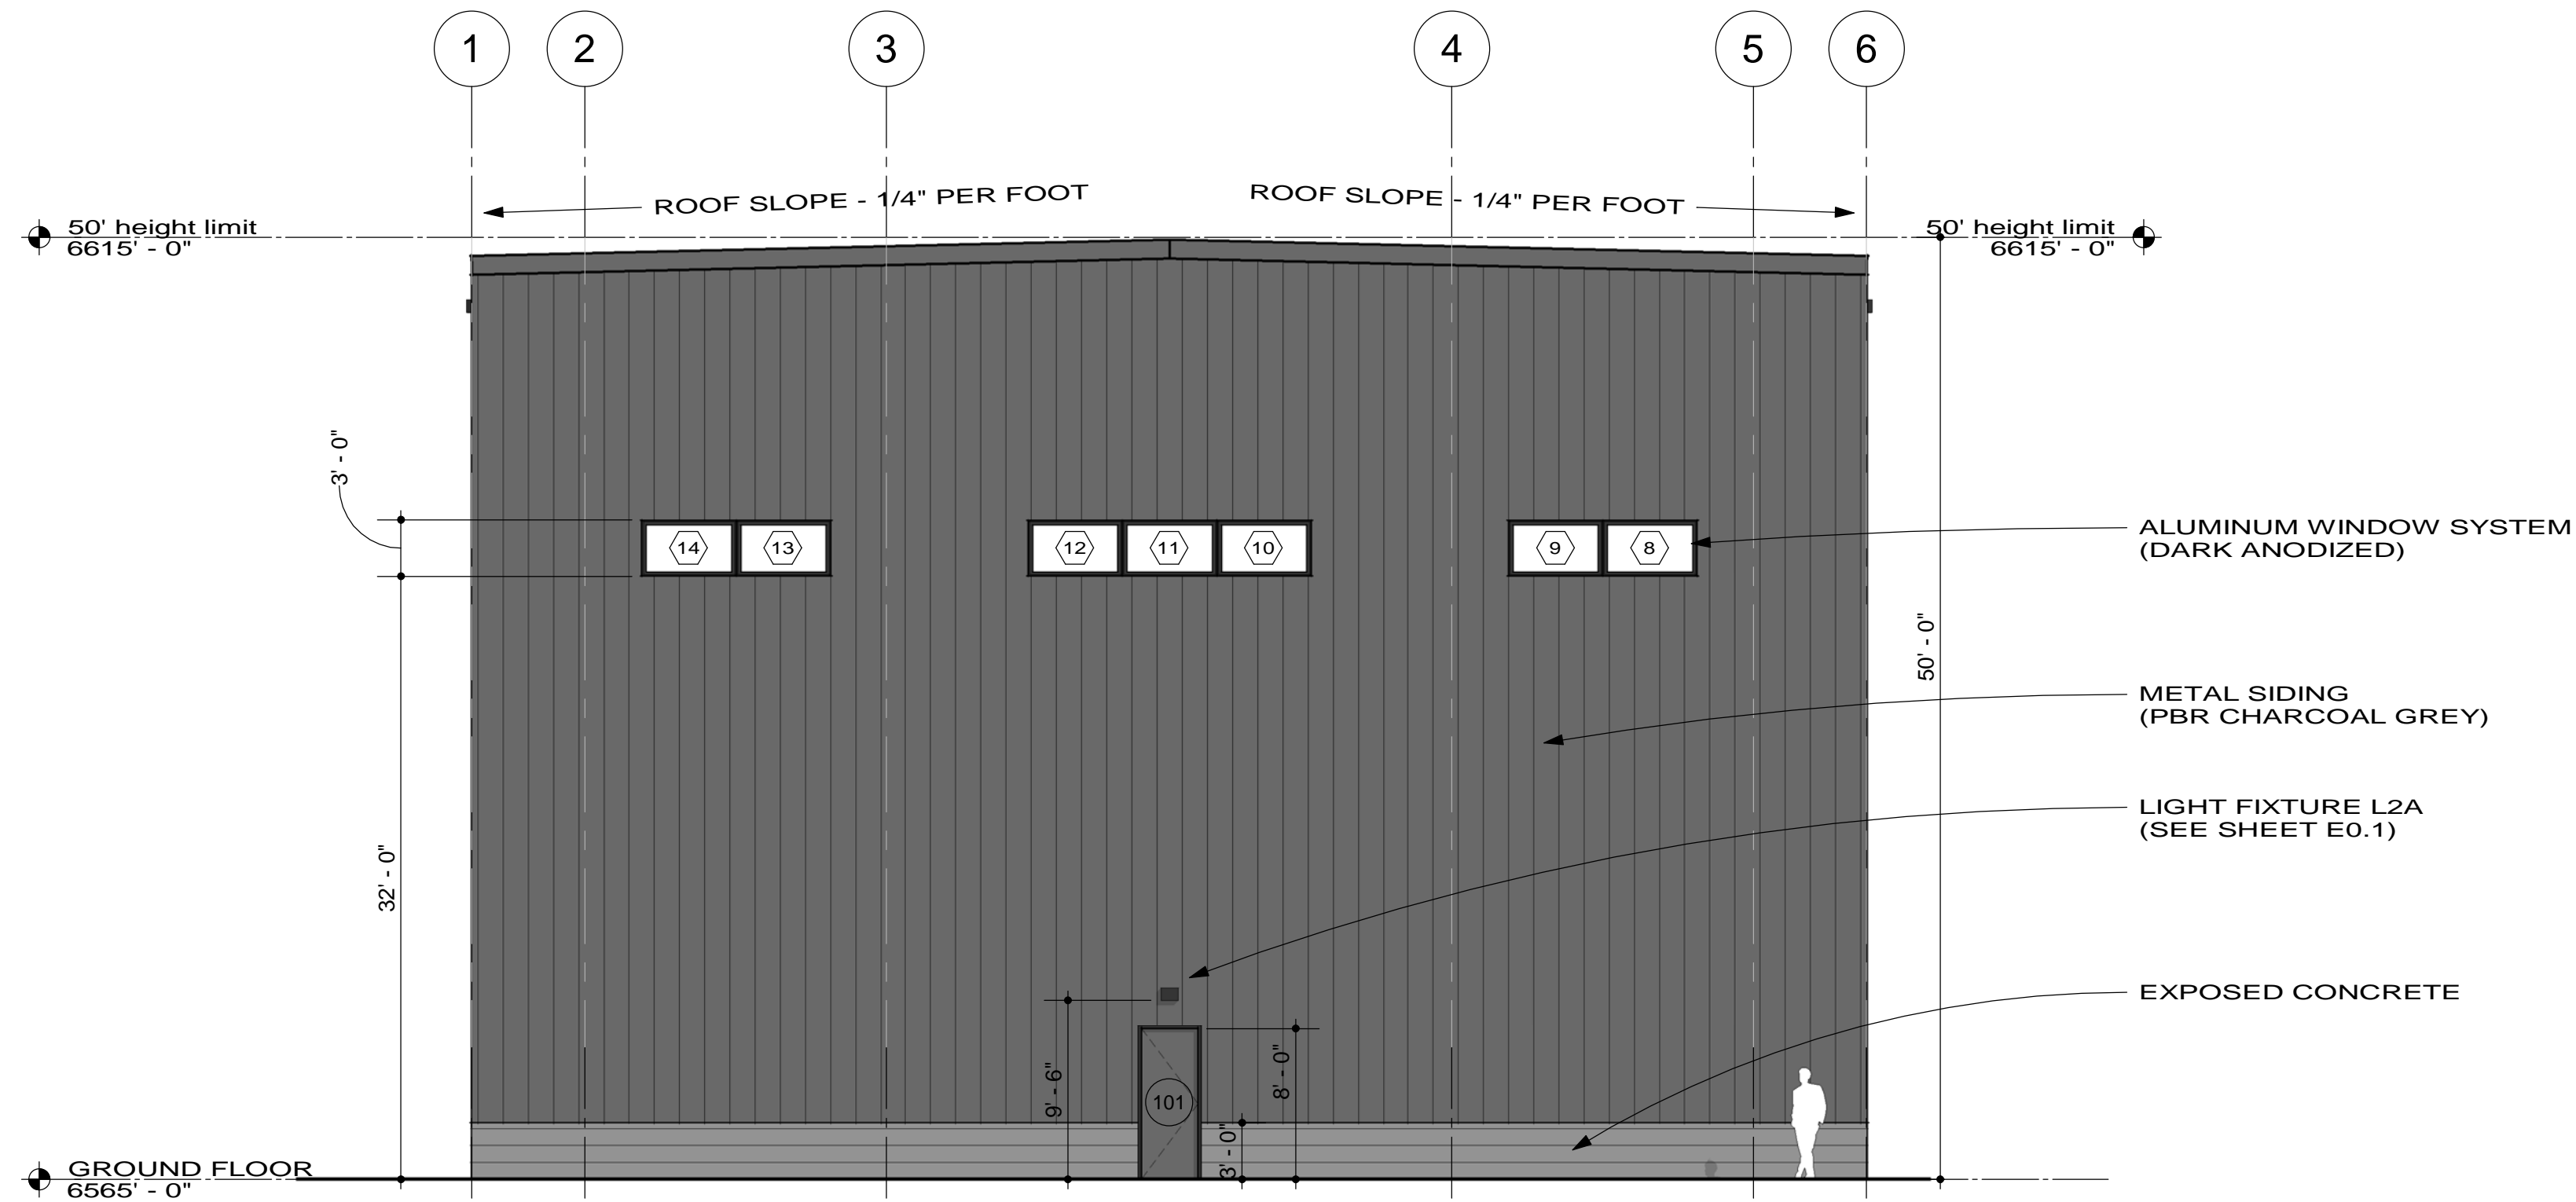 1
2
3
4
5
6
ROOF SLOPE - 1/4" PER FOOT
ROOF SLOPE - 1/4" PER FOOT
50' height limit
6615' - 0"
50' height limit
6615' - 0"
3' - 0"
14
13
12
11
10
9
8
ALUMINUM WINDOW SYSTEM
(DARK ANODIZED)
50' - 0"
METAL SIDING
(PBR CHARCOAL GREY)
LIGHT FIXTURE L2A
(SEE SHEET E0.1)
32' - 0"
EXPOSED CONCRETE
9' - 6"
8' - 0"
101
3' - 0"
GROUND FLOOR
6565' - 0"